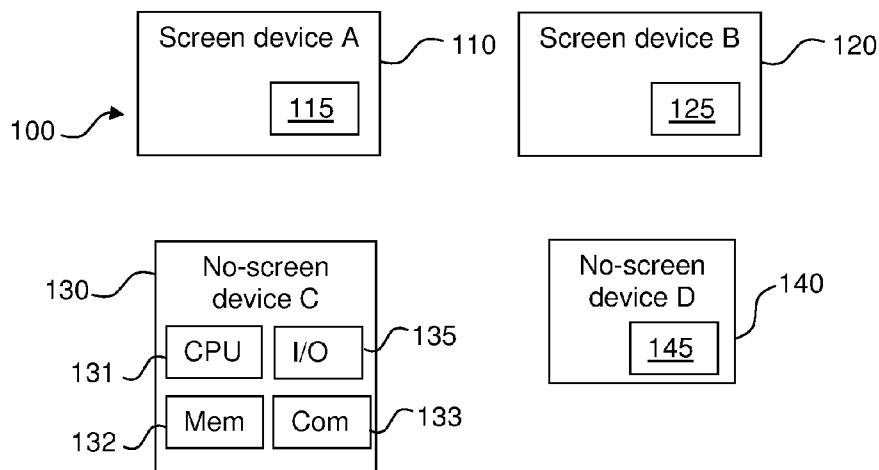 Screen device A
110
115
Screen device B
120
125
100
No-screen
device C
130
CPU
I/O
135
131
Mem
Com
133
132
No-screen
device D
140
145